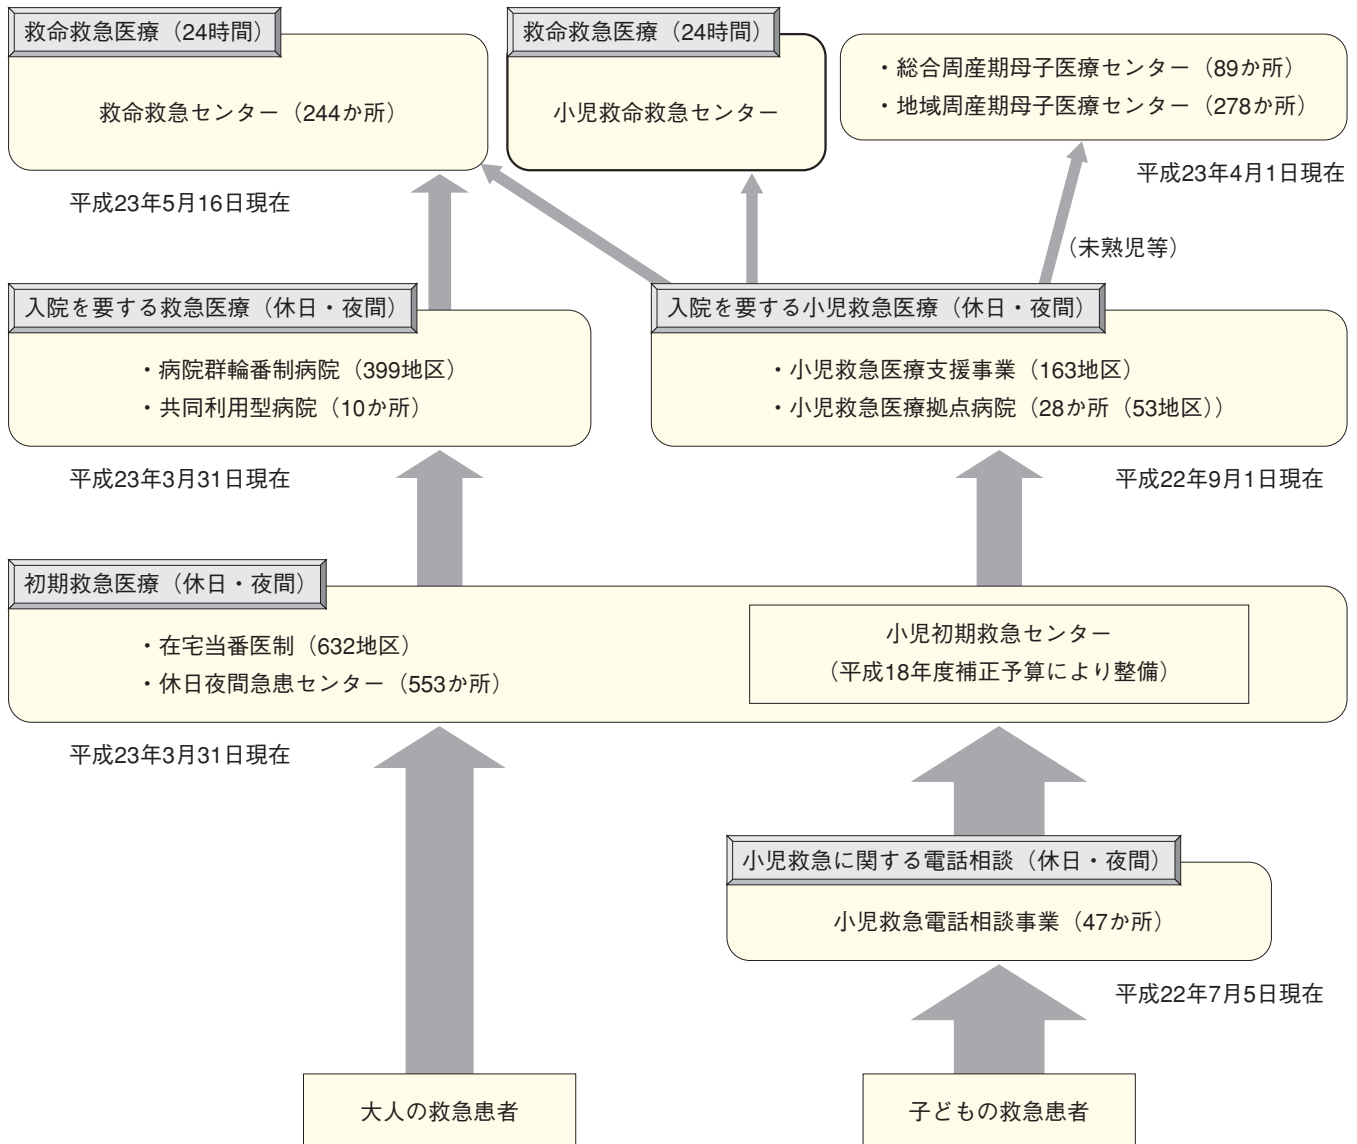 救命救急医療（24時間）
救命救急センター（244か所）
平成23年5月16日現在
救命救急医療（24時間）
小児救命救急センター
・総合周産期母子医療センター（89か所）
・地域周産期母子医療センター（278か所）
平成23年4月1日現在
（未熟児等）
入院を要する救急医療（休日・夜間）
・病院群輪番制病院（399地区）
・共同利用型病院（10か所）
平成23年3月31日現在
入院を要する小児救急医療（休日・夜間）
・小児救急医療支援事業（163地区）
・小児救急医療拠点病院（28か所（53地区））
平成22年9月1日現在
初期救急医療（休日・夜間）
・在宅当番医制（632地区）
・休日夜間急患センター（553か所）
小児初期救急センター
（平成18年度補正予算により整備）
平成23年3月31日現在
小児救急に関する電話相談（休日・夜間）
小児救急電話相談事業（47か所）
平成22年7月5日現在
大人の救急患者
子どもの救急患者